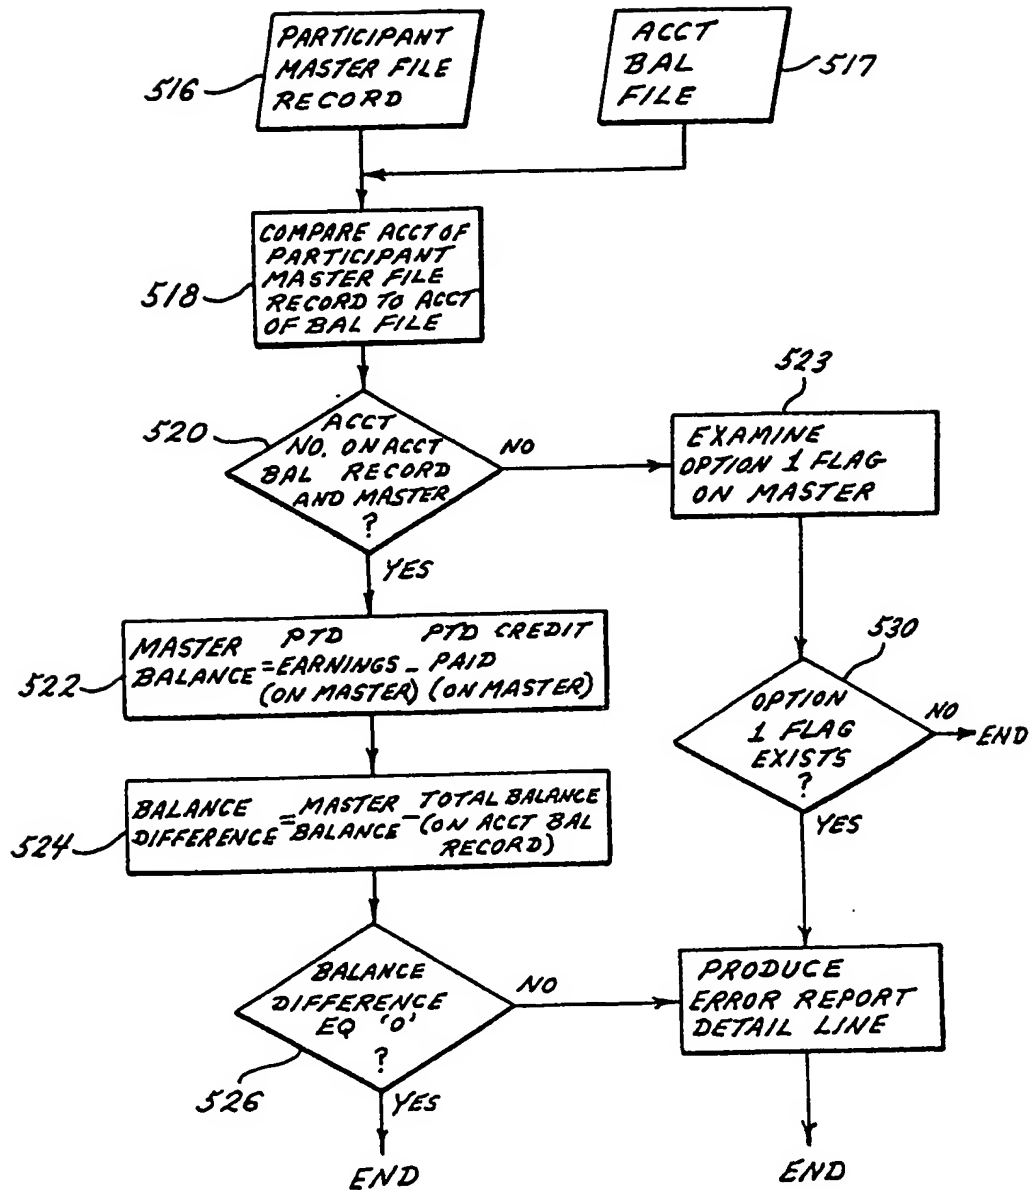 PARTICIPANT
MASTER FILE
RECORD
516
ACCT
BAL
FILE
517
COMPARE ACCT OF
PARTICIPANT
MASTER FILE
RECORD TO ACCT
OF BAL FILE
518
ACCT
NO. ON ACCT
BAL RECORD
AND MASTER
?
520
NO
YES
523
EXAMINE
OPTION 1 FLAG
ON MASTER
MASTER PTD PTD CREDIT
BALANCE = EARNINGS - PAID
(ON MASTER) (ON MASTER)
522
530
OPTION
1 FLAG
EXISTS
?
NO
END
YES
BALANCE MASTER TOTAL BALANCE
DIFFERENCE = BALANCE - (ON ACCT BAL
RECORD)
524
BALANCE
DIFFERENCE
EQ '0'
?
526
NO
YES
END
PRODUCE
ERROR REPORT
DETAIL LINE
END